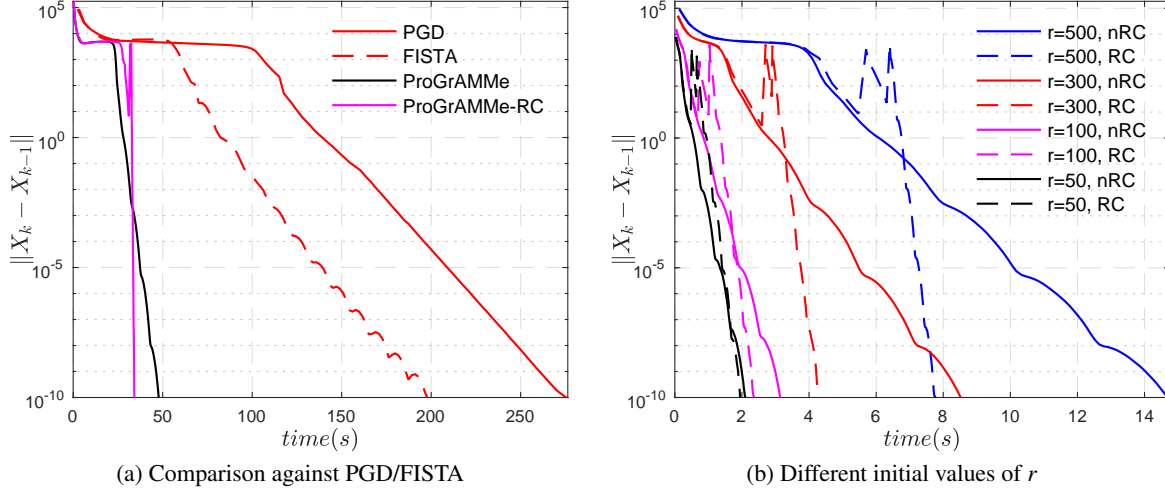 10^5
10^0
10^-5
10^-10
||X_k − X_{k−1}||
0 50 100 150 200 250
time(s)
PGD
FISTA
ProGrAMMe
ProGrAMMe-RC
(a) Comparison against PGD/FISTA
10^5
10^0
10^-5
10^-10
||X_k − X_{k−1}||
0 2 4 6 8 10 12 14
time(s)
r=500, nRC
r=500, RC
r=300, nRC
r=300, RC
r=100, nRC
r=100, RC
r=50, nRC
r=50, RC
(b) Different initial values of r